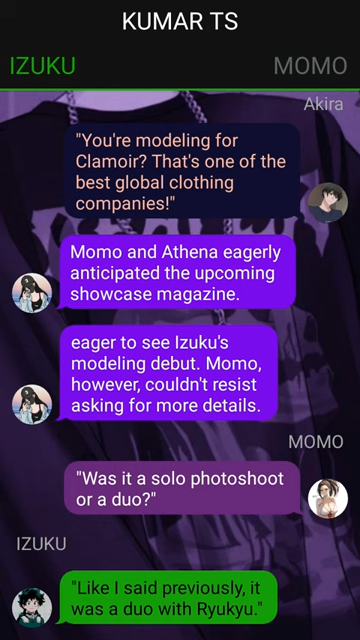 KUMAR TS
IZUKU
MOMO
Akira
"You're modeling for
Clamoir? That's one of the
best global clothing
companies!"
Momo and Athena eagerly
anticipated the upcoming
showcase magazine.
eager to see Izuku's
modeling debut. Momo,
however, couldn't resist
asking for more details.
MOMO
"Was it a solo photoshoot
or a duo?"
IZUKU
"Like I said previously, it
was a duo with Ryukyu."